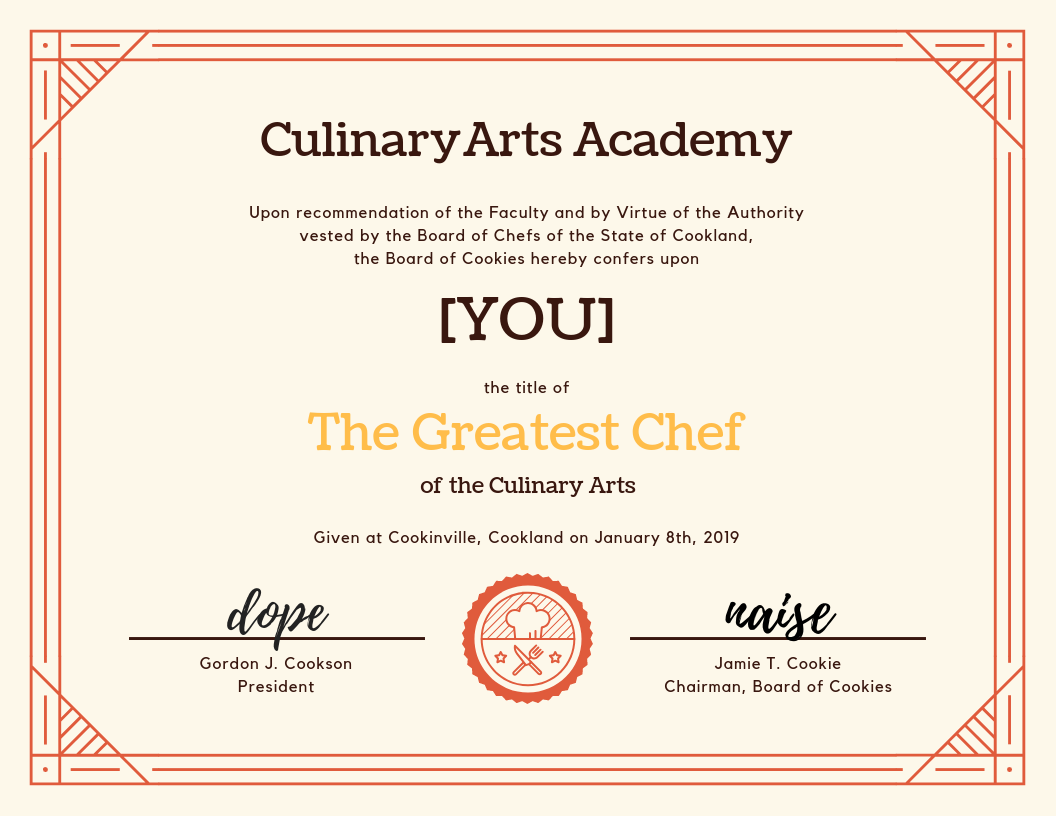 CulinaryArts Academy
Upon recommendation of the Faculty and by Virtue of the Authority
vested by the Board of Chefs of the State of Cookland,
the Board of Cookies hereby confers upon
[YOU]
the title of
The Greatest Chef
of the Culinary Arts
Given at Cookinville, Cookland on January 8th, 2019
dope
Gordon J. Cookson
President
naise
Jamie T. Cookie
Chairman, Board of Cookies